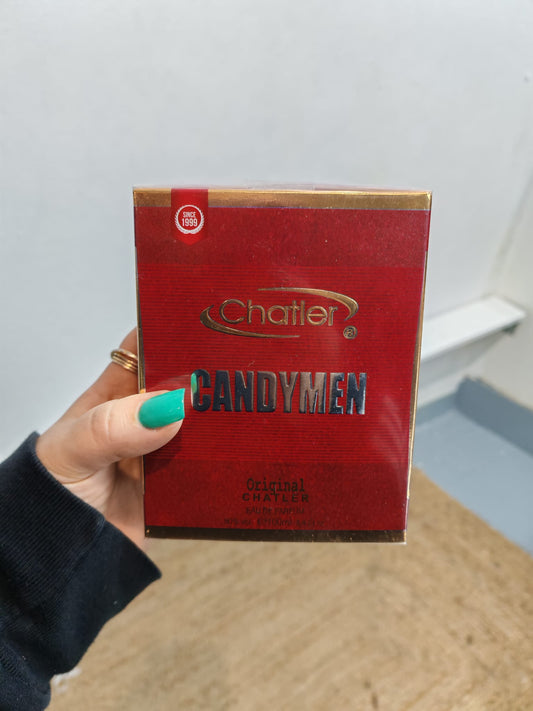 SINCE
1999
Chatler
®
CANDYMEN
Original
CHATLER
EAU DE PARFUM